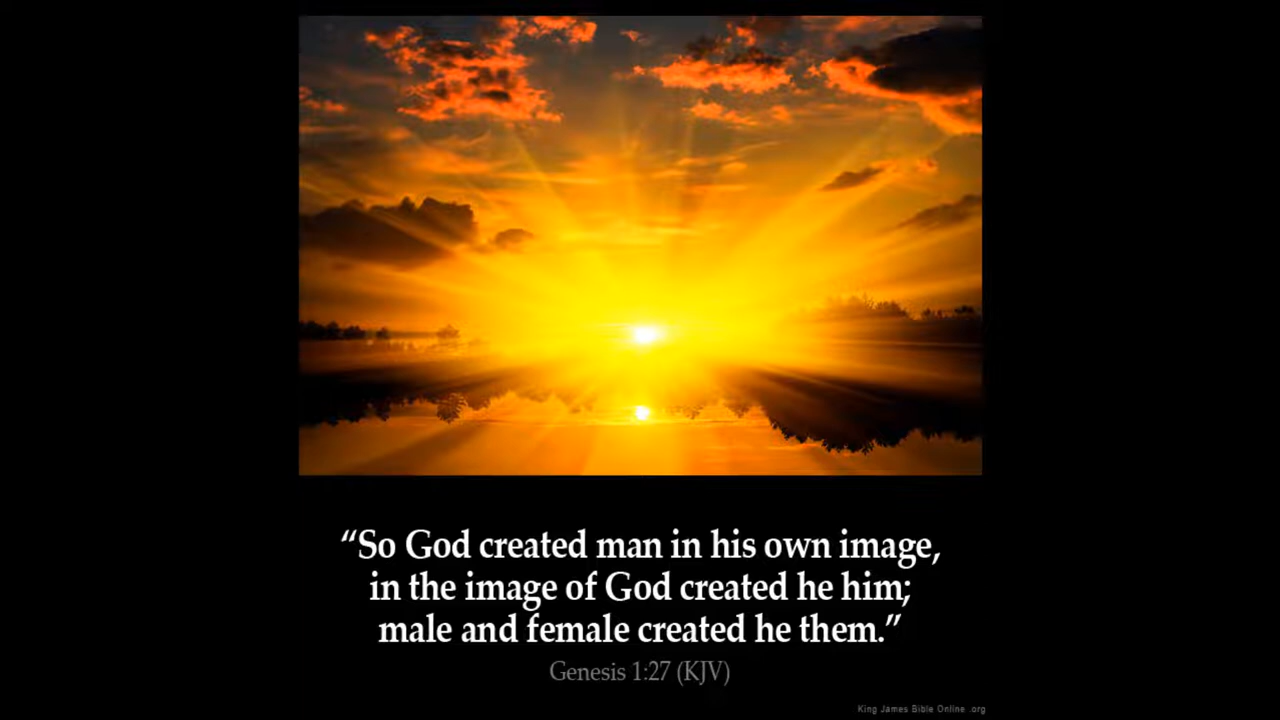 “So God created man in his own image,
in the image of God created he him;
male and female created he them.”
Genesis 1:27 (KJV)
King James Bible Online .org